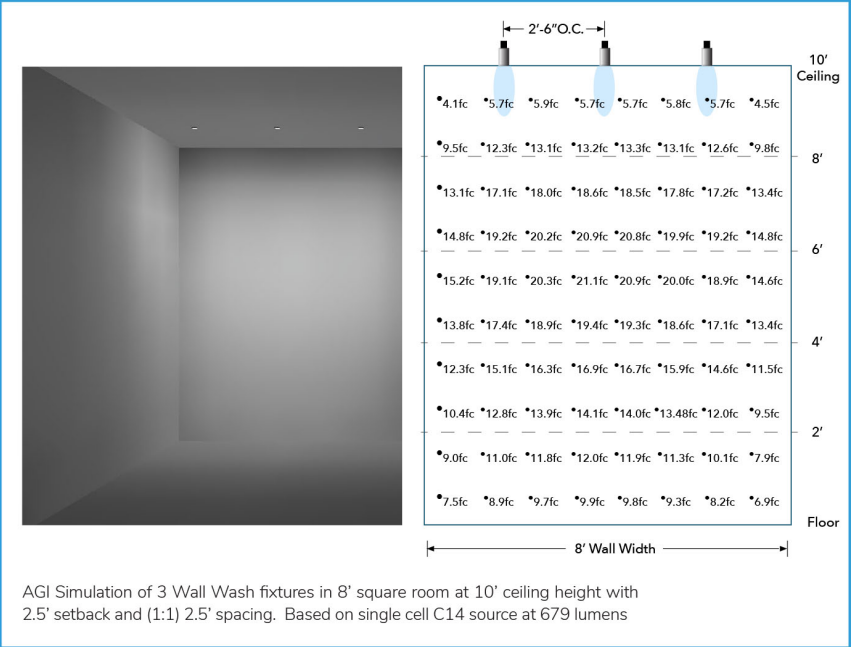 2'-6"O.C.
10'
Ceiling
4.1fc 5.7fc 5.9fc 5.7fc 5.7fc 5.8fc 5.7fc 4.5fc
9.5fc 12.3fc 13.1fc 13.2fc 13.3fc 13.1fc 12.6fc 9.8fc
8'
13.1fc 17.1fc 18.0fc 18.6fc 18.5fc 17.8fc 17.2fc 13.4fc
14.8fc 19.2fc 20.2fc 20.9fc 20.8fc 19.9fc 19.2fc 14.8fc
6'
15.2fc 19.1fc 20.3fc 21.1fc 20.9fc 20.0fc 18.9fc 14.6fc
13.8fc 17.4fc 18.9fc 19.4fc 19.3fc 18.6fc 17.1fc 13.4fc
4'
12.3fc 15.1fc 16.3fc 16.9fc 16.7fc 15.9fc 14.6fc 11.5fc
10.4fc 12.8fc 13.9fc 14.1fc 14.0fc 13.48fc 12.0fc 9.5fc
2'
9.0fc 11.0fc 11.8fc 12.0fc 11.9fc 11.3fc 10.1fc 7.9fc
7.5fc 8.9fc 9.7fc 9.9fc 9.8fc 9.3fc 8.2fc 6.9fc
Floor
8' Wall Width
AGI Simulation of 3 Wall Wash fixtures in 8' square room at 10' ceiling height with
2.5' setback and (1:1) 2.5' spacing.  Based on single cell C14 source at 679 lumens